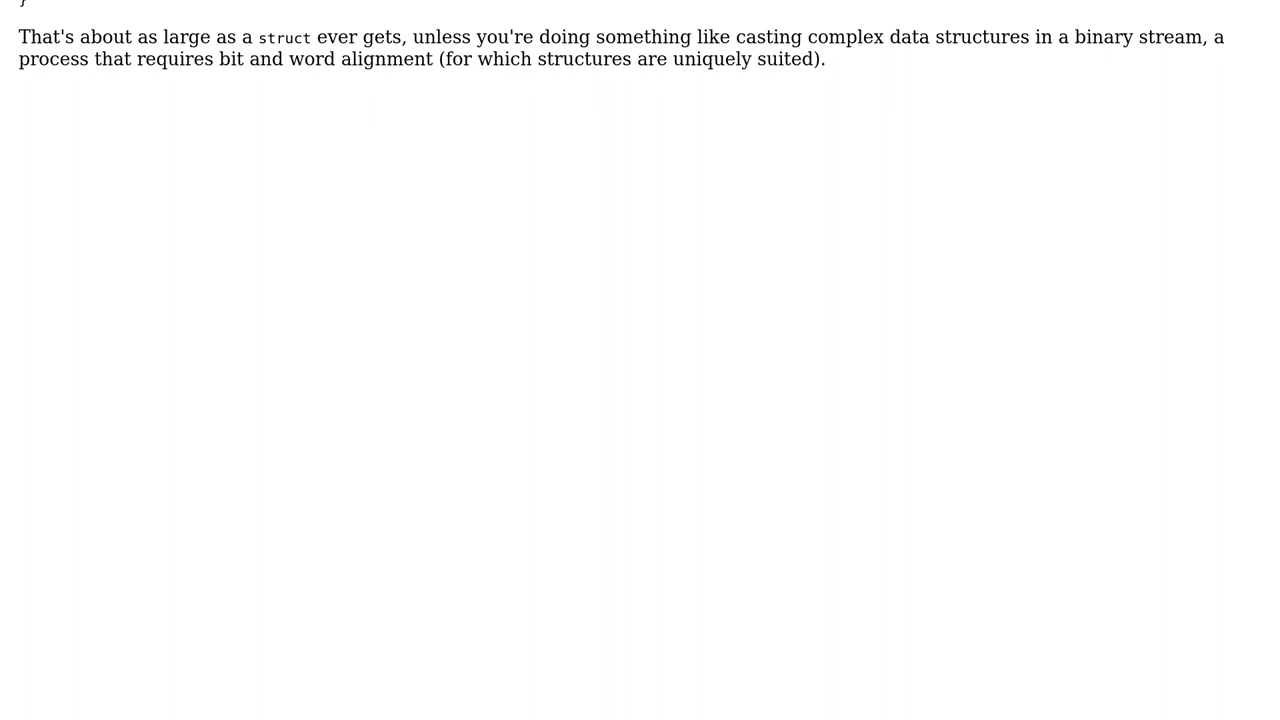 }
That's about as large as a struct ever gets, unless you're doing something like casting complex data structures in a binary stream, a
process that requires bit and word alignment (for which structures are uniquely suited).